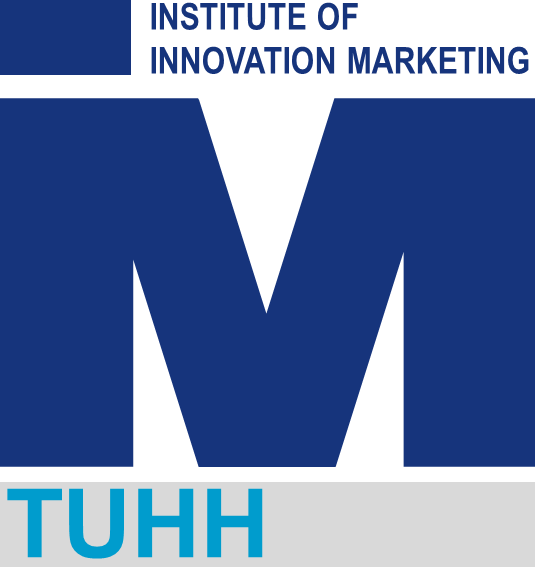 INSTITUTE OF
INNOVATION MARKETING
M
TUHH